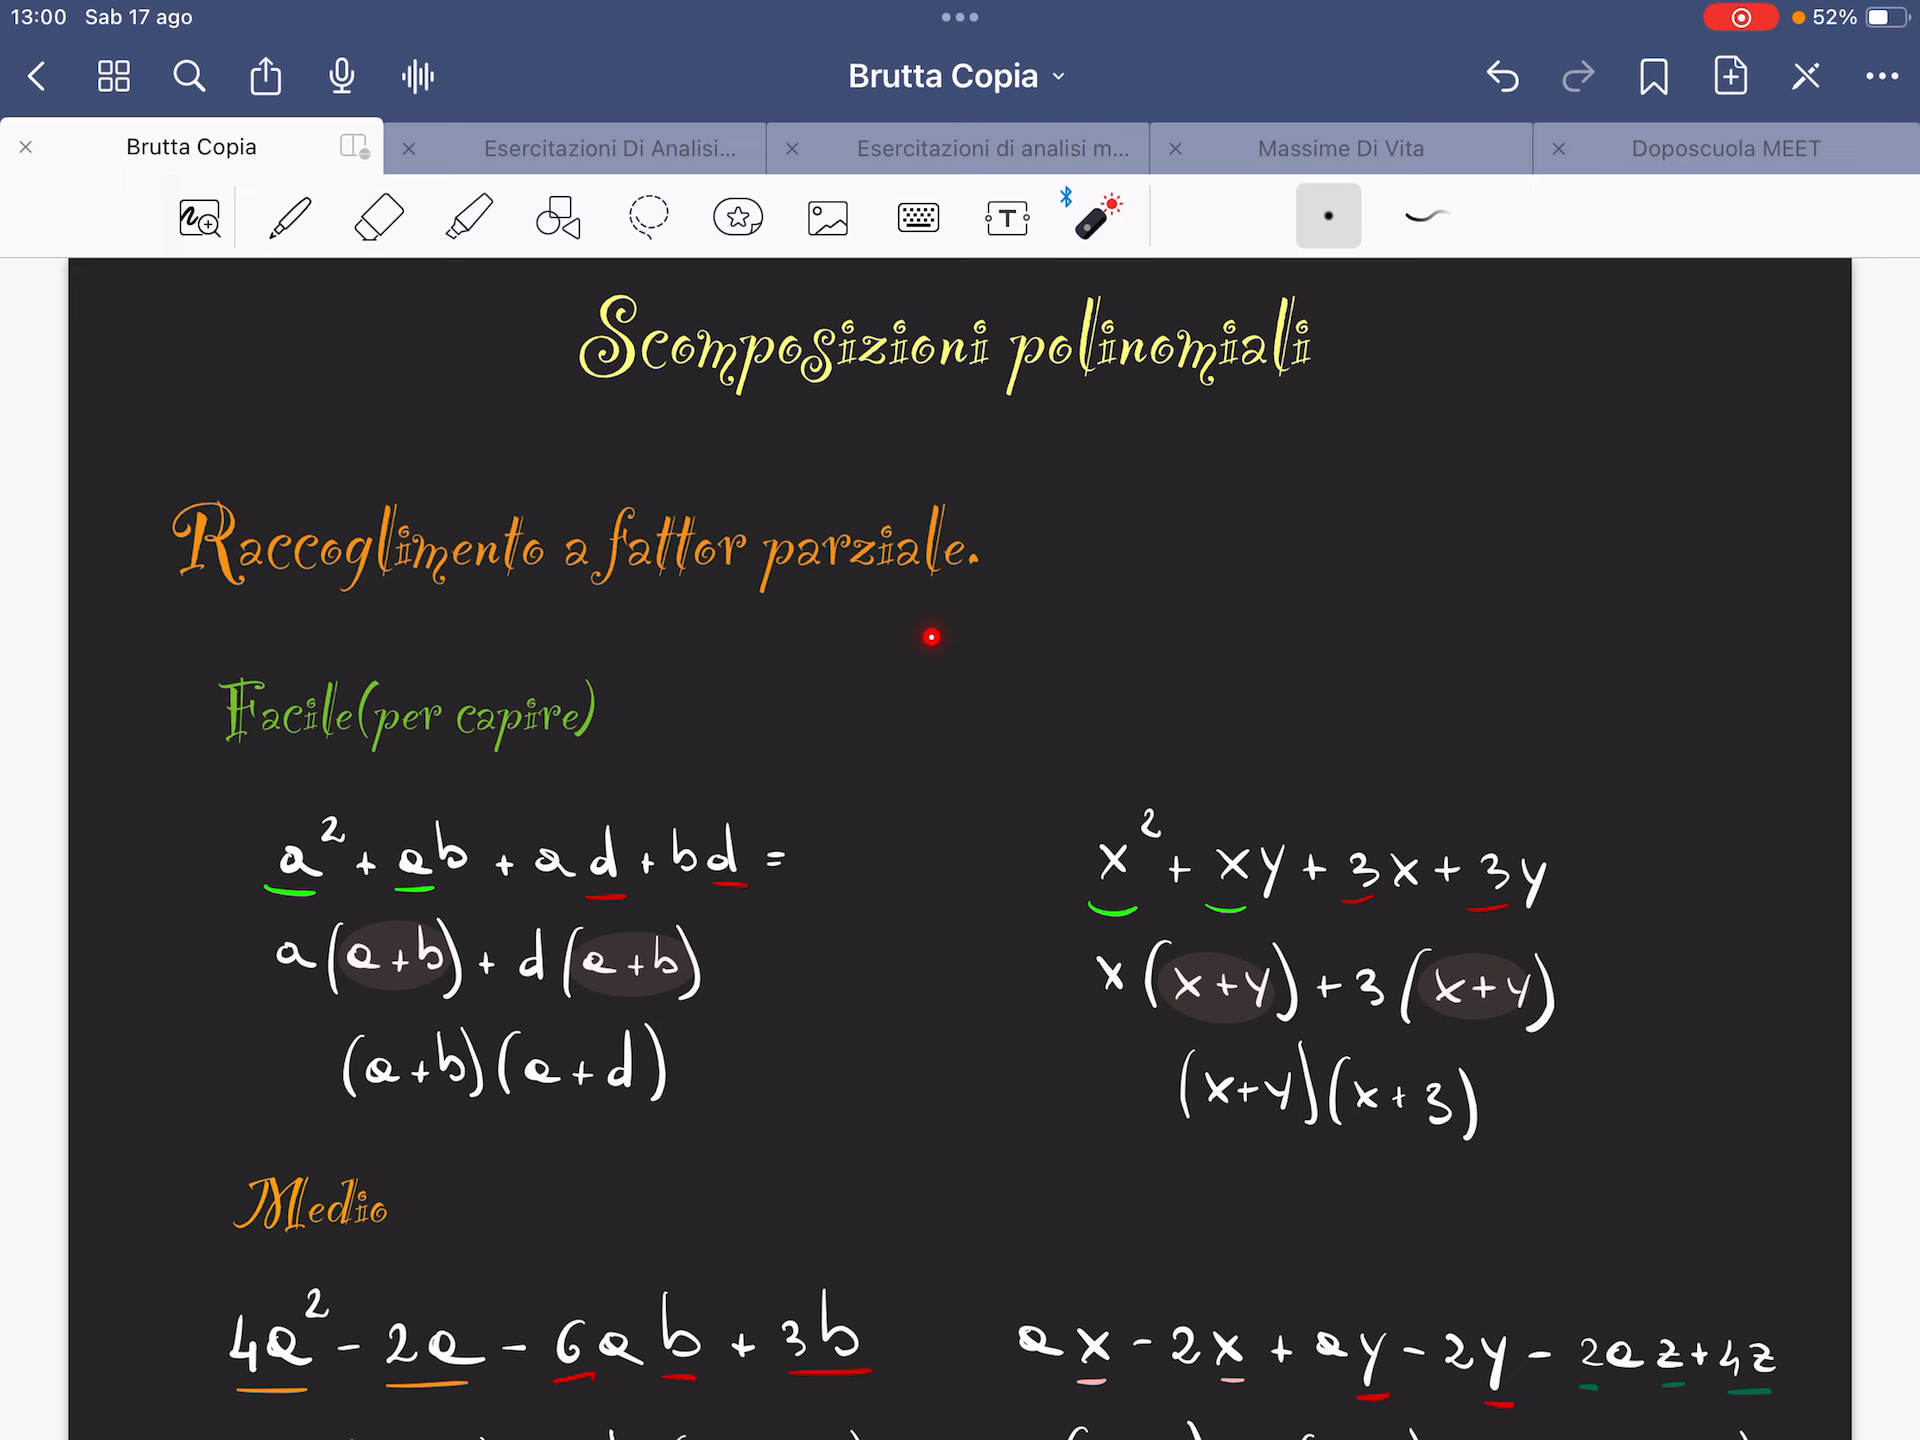 13:00 Sab 17 ago 52%
Brutta Copia
Brutta Copia Esercitazioni Di Analisi... Esercitazioni di analisi m... Massime Di Vita Doposcuola MEET
Scomposizioni polinomiali
Raccoglimento a fattor parziale.
Facile(per capire)
a² + ab + ad + bd =
a(a+b) + d(a+b)
(a+b)(a+d)
x² + xy + 3x + 3y
x(x+y) + 3(x+y)
(x+y)(x+3)
Medio
4a² - 2a - 6ab + 3b
ax - 2x + ay - 2y - 2az + 4z